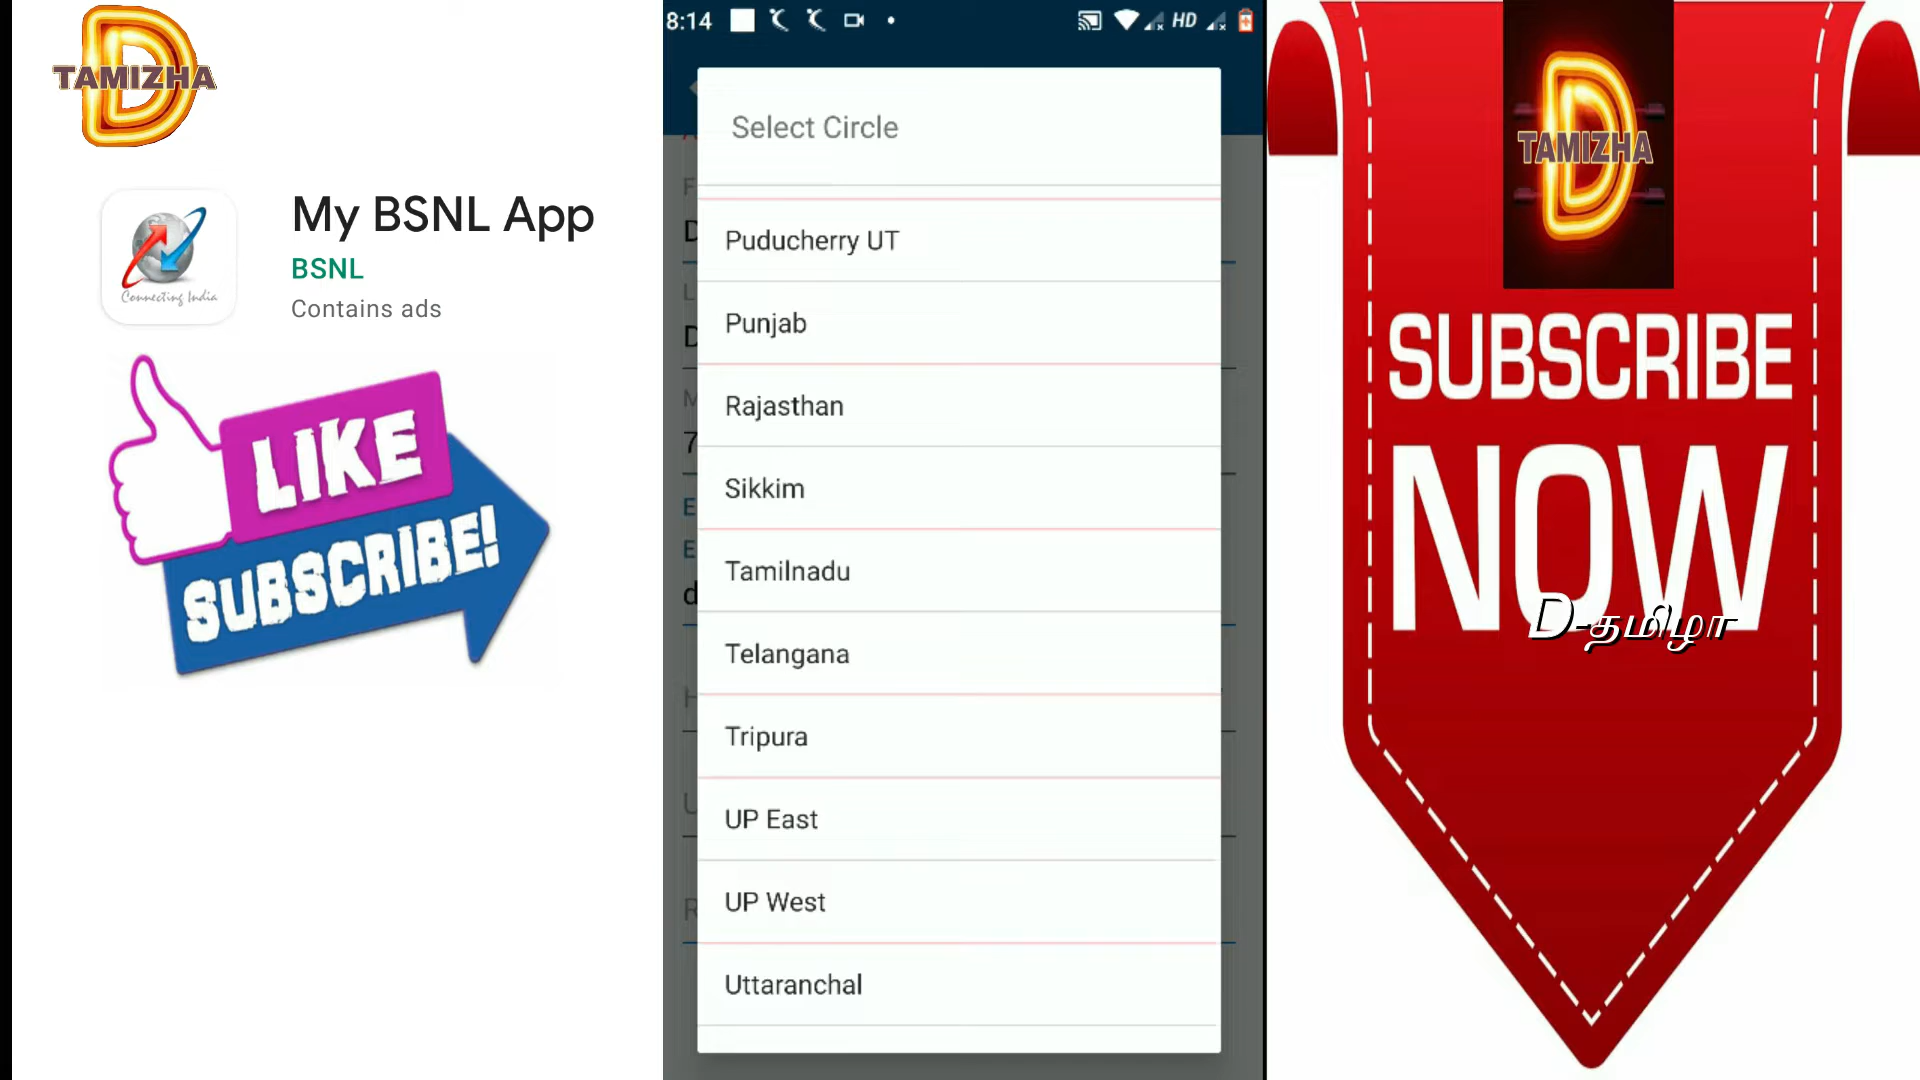 TAMIZHA
D
My BSNL App
BSNL
Contains ads
Connecting India
LIKE
SUBSCRIBE!
8:14
HD
Select Circle
Puducherry UT
Punjab
Rajasthan
Sikkim
Tamilnadu
Telangana
Tripura
UP East
UP West
Uttaranchal
D
TAMIZHA
SUBSCRIBE
NOW
D-தமிழா